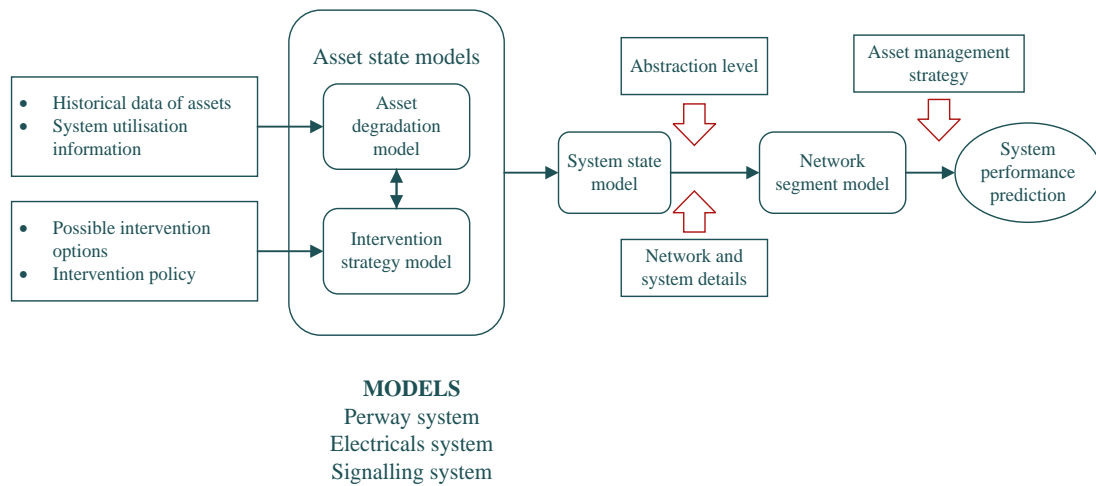 • Historical data of assets
• System utilisation
information
• Possible intervention
options
• Intervention policy
Asset state models
Asset
degradation
model
Intervention
strategy model
System state
model
Abstraction level
Network and
system details
Network
segment model
Asset management
strategy
System
performance
prediction
MODELS
Perway system
Electricals system
Signalling system